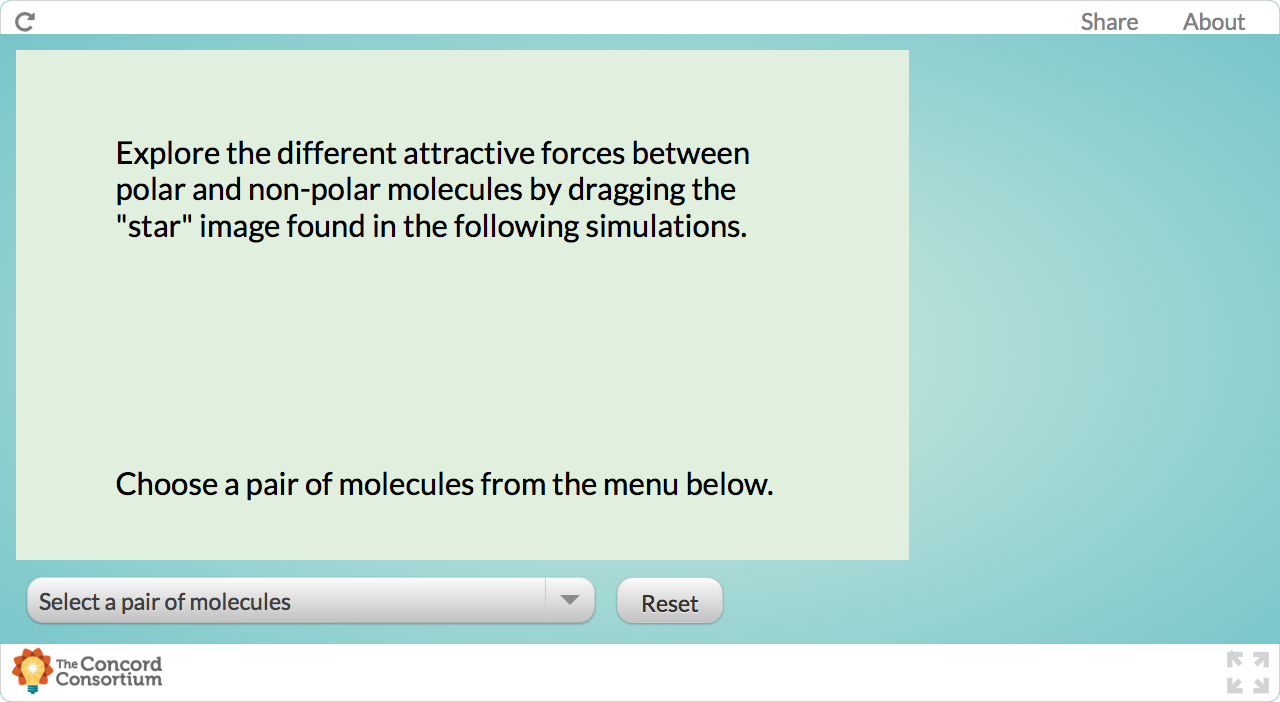 Share About
Explore the different attractive forces between
polar and non-polar molecules by dragging the
"star" image found in the following simulations.
Choose a pair of molecules from the menu below.
Select a pair of molecules
Reset
The Concord
Consortium